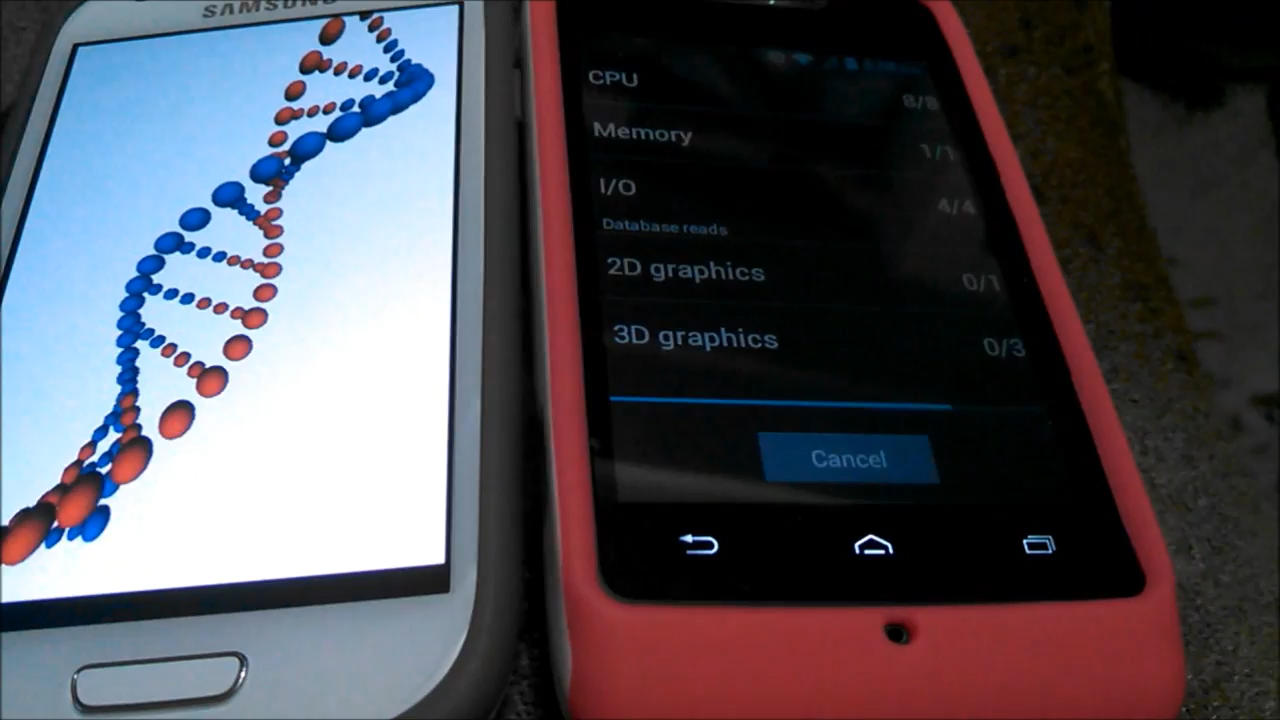 SAMSUNG
CPU 8/8
Memory 1/1
I/O 4/4
Database reads
2D graphics 0/1
3D graphics 0/3
Cancel